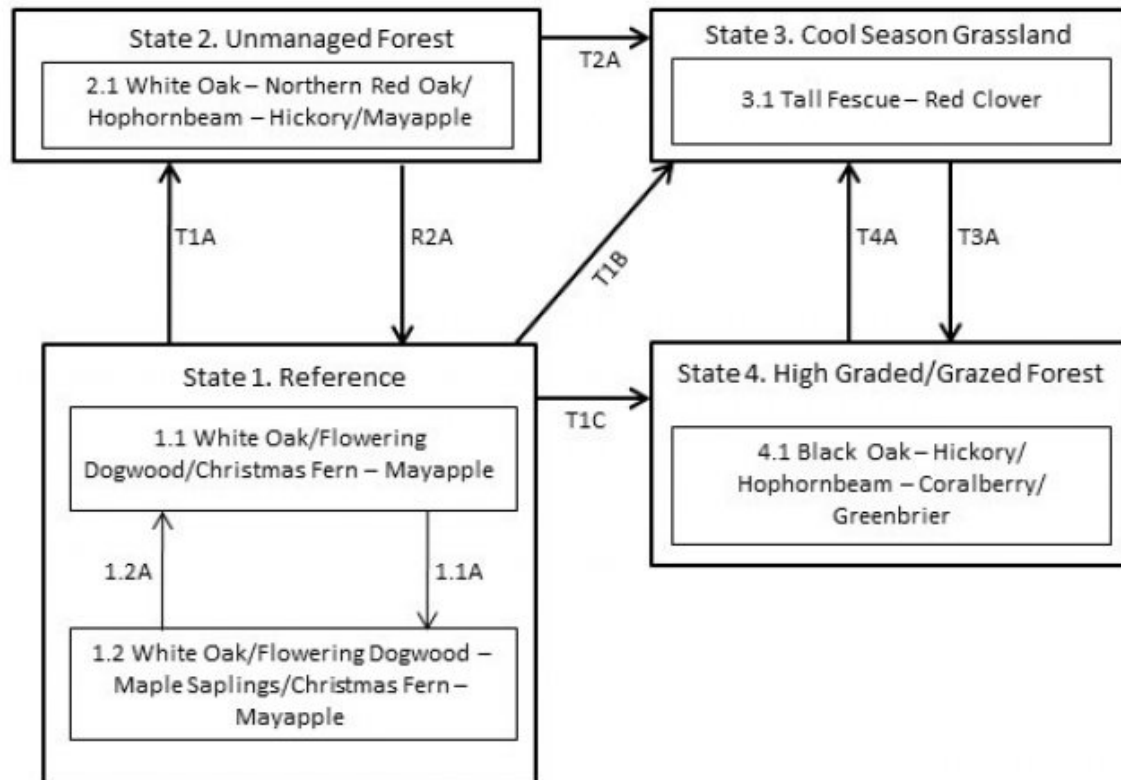 State 2. Unmanaged Forest
2.1 White Oak – Northern Red Oak/
Hophornbeam – Hickory/Mayapple
T2A
State 3. Cool Season Grassland
3.1 Tall Fescue – Red Clover
T1A
R2A
T1B
T4A
T3A
State 1. Reference
1.1 White Oak/Flowering
Dogwood/Christmas Fern – Mayapple
1.2A
1.1A
1.2 White Oak/Flowering Dogwood –
Maple Saplings/Christmas Fern –
Mayapple
T1C
State 4. High Graded/Grazed Forest
4.1 Black Oak – Hickory/
Hophornbeam – Coralberry/
Greenbrier